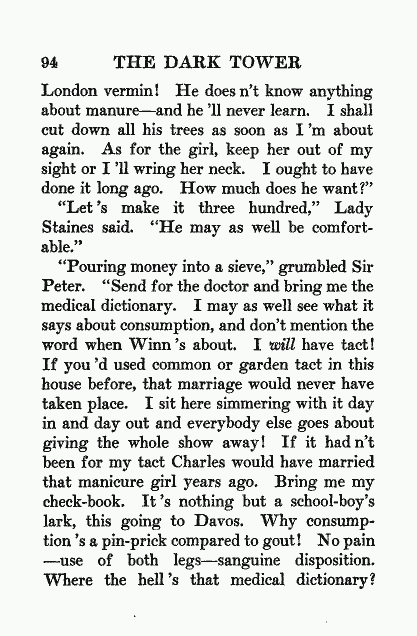 94 THE DARK TOWER
London vermin! He does n't know anything
about manure—and he 'll never learn. I shall
cut down all his trees as soon as I 'm about
again. As for the girl, keep her out of my
sight or I 'll wring her neck. I ought to have
done it long ago. How much does he want?"
"Let 's make it three hundred," Lady
Staines said. "He may as well be comfort-
able."
"Pouring money into a sieve," grumbled Sir
Peter. "Send for the doctor and bring me the
medical dictionary. I may as well see what it
says about consumption, and don't mention the
word when Winn 's about. I will have tact!
If you 'd used common or garden tact in this
house before, that marriage would never have
taken place. I sit here simmering with it day
in and day out and everybody else goes about
giving the whole show away! If it had n't
been for my tact Charles would have married
that manicure girl years ago. Bring me my
check-book. It 's nothing but a school-boy's
lark, this going to Davos. Why consump-
tion 's a pin-prick compared to gout! No pain
—use of both legs—sanguine disposition.
Where the hell 's that medical dictionary?